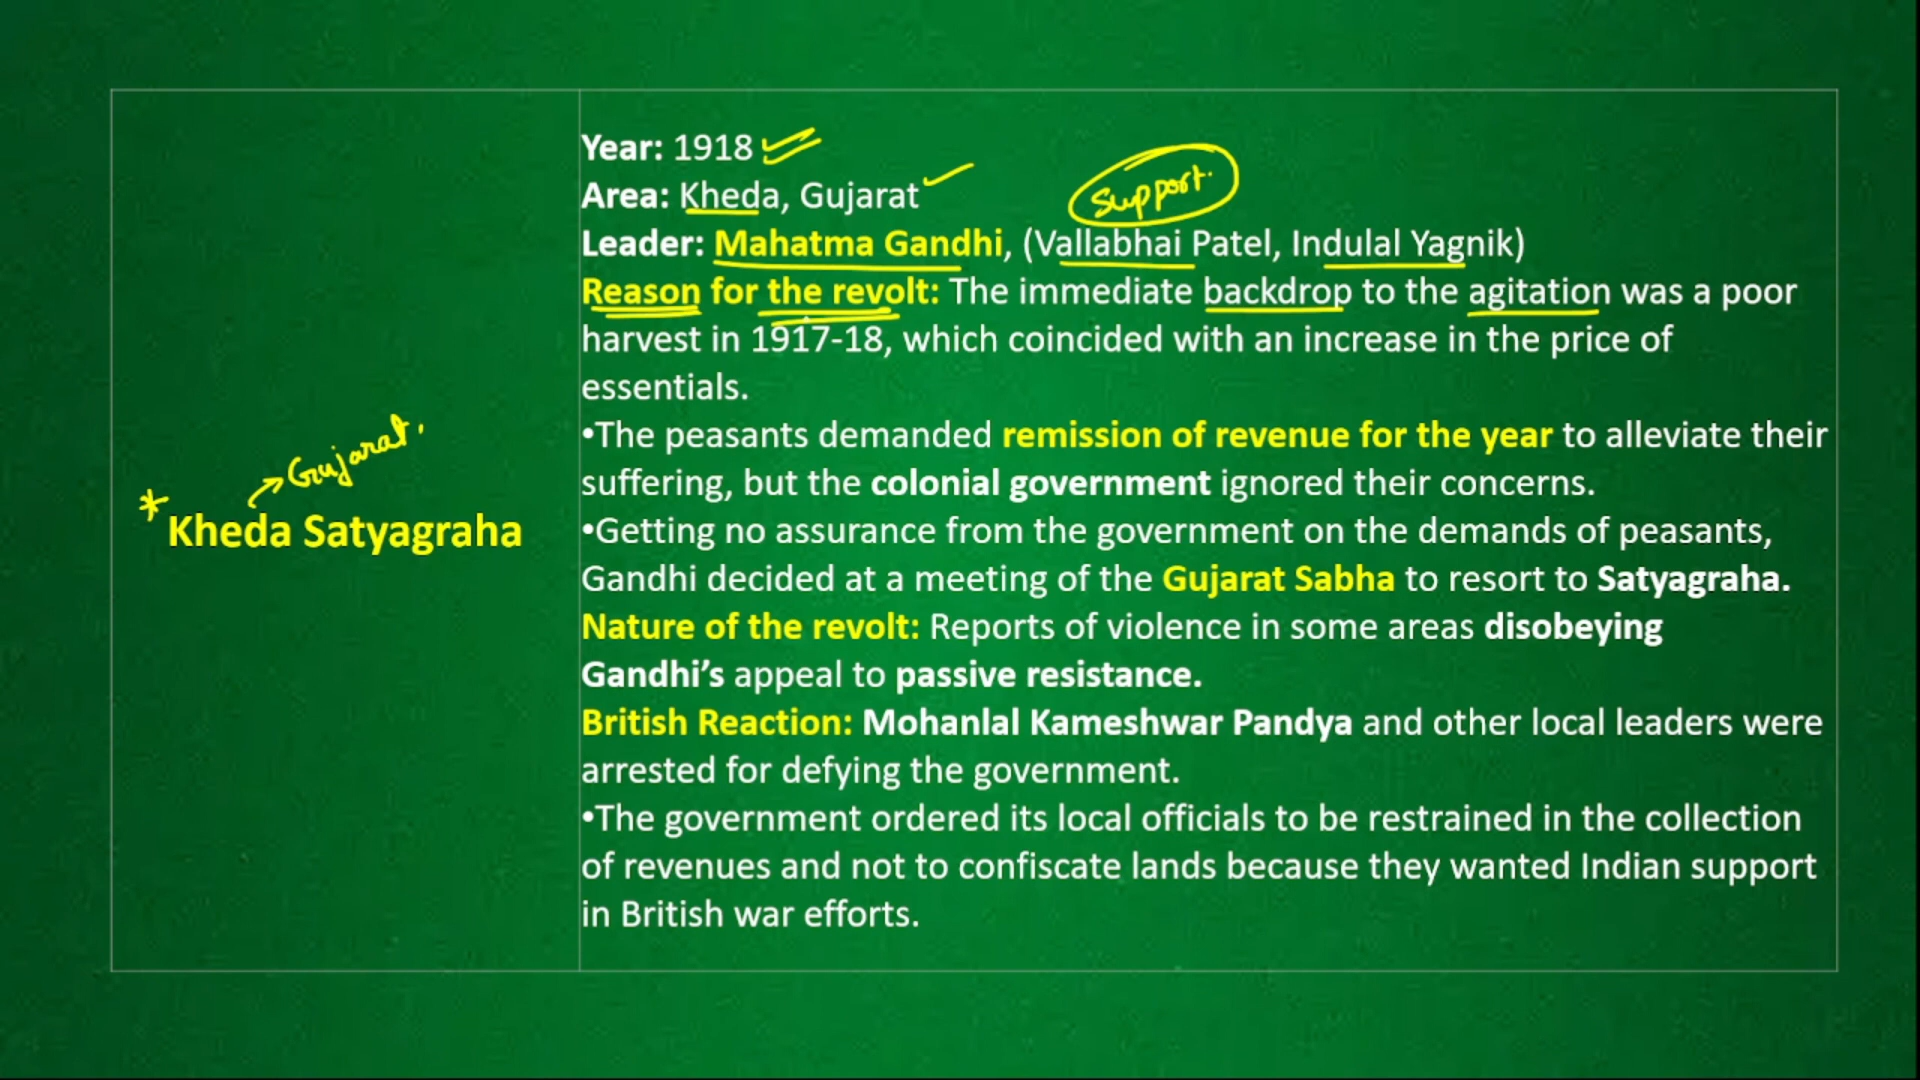 Gujarat.
* Kheda Satyagraha
Year: 1918
Area: Kheda, Gujarat
Support.
Leader: Mahatma Gandhi, (Vallabhai Patel, Indulal Yagnik)
Reason for the revolt: The immediate backdrop to the agitation was a poor
harvest in 1917-18, which coincided with an increase in the price of
essentials.
•The peasants demanded remission of revenue for the year to alleviate their
suffering, but the colonial government ignored their concerns.
•Getting no assurance from the government on the demands of peasants,
Gandhi decided at a meeting of the Gujarat Sabha to resort to Satyagraha.
Nature of the revolt: Reports of violence in some areas disobeying
Gandhi’s appeal to passive resistance.
British Reaction: Mohanlal Kameshwar Pandya and other local leaders were
arrested for defying the government.
•The government ordered its local officials to be restrained in the collection
of revenues and not to confiscate lands because they wanted Indian support
in British war efforts.